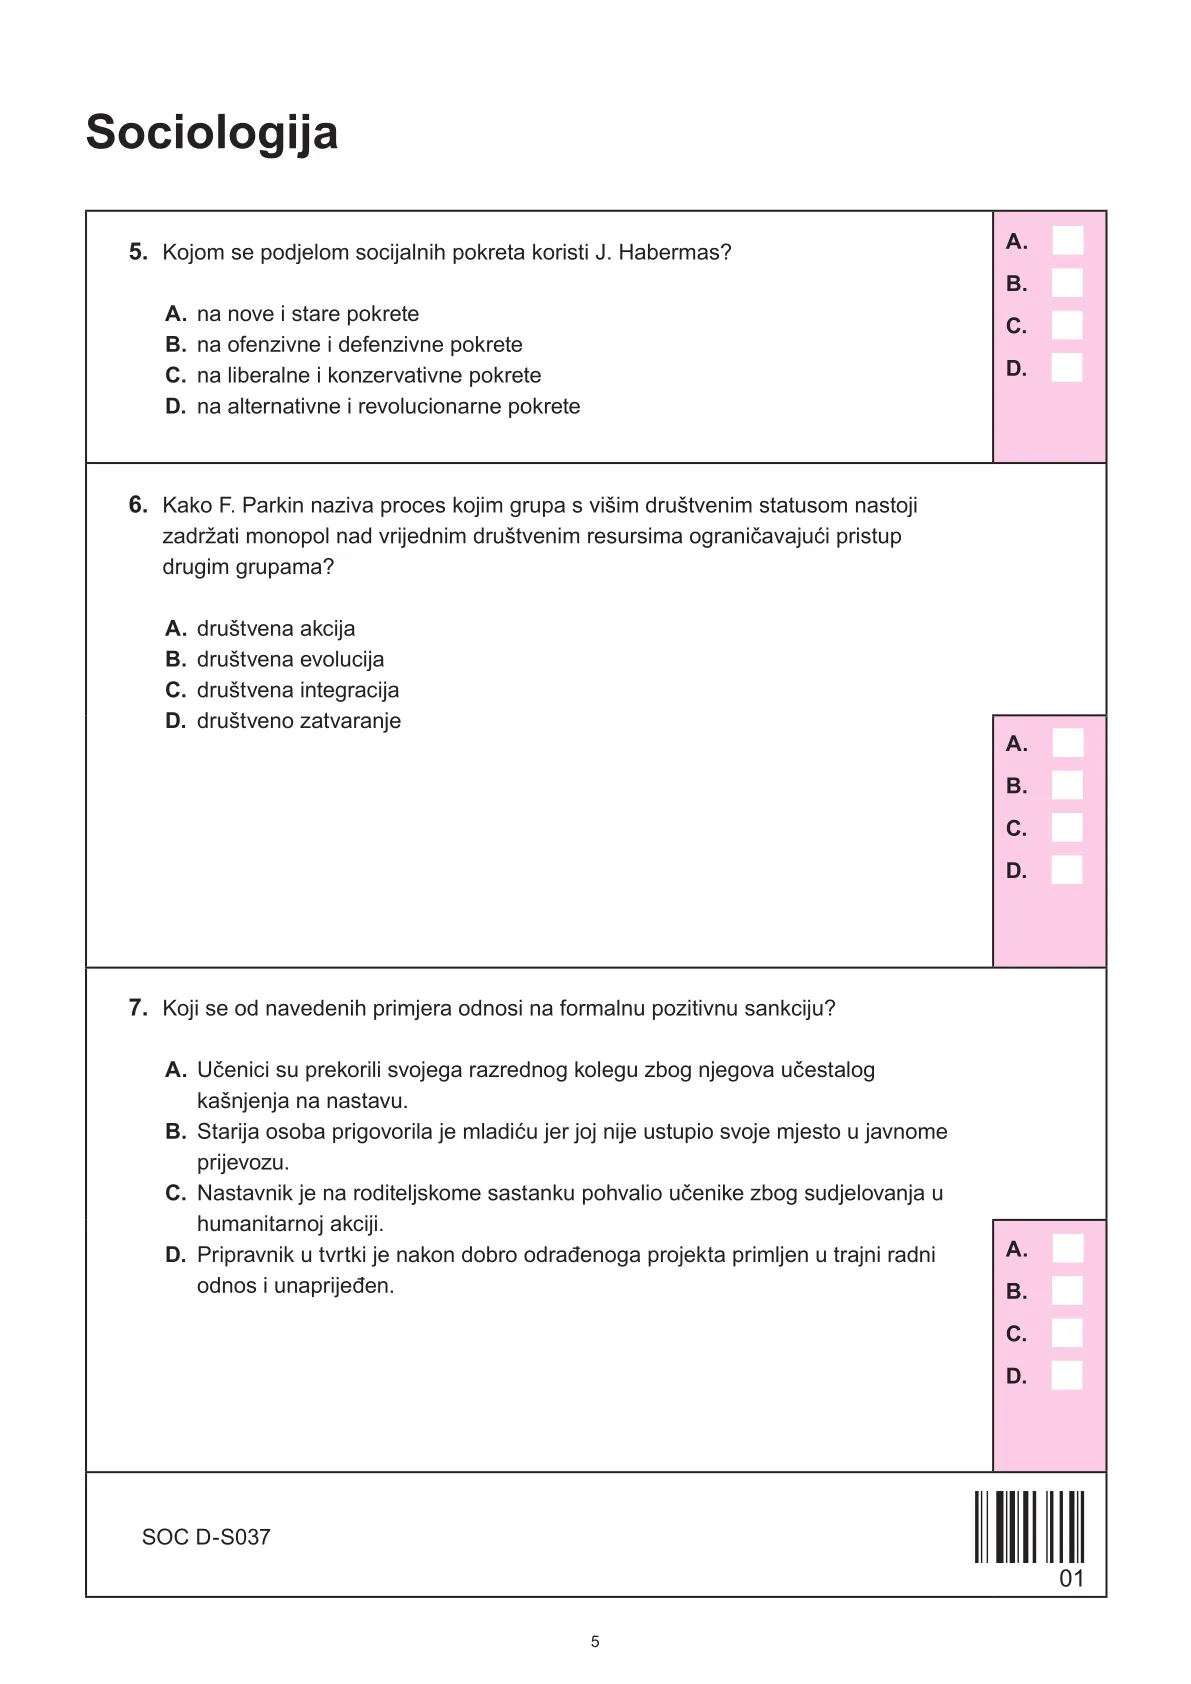 Sociologija
5. Kojom se podjelom socijalnih pokreta koristi J. Habermas?
A. na nove i stare pokrete
B. na ofenzivne i defenzivne pokrete
C. na liberalne i konzervativne pokrete
D. na alternativne i revolucionarne pokrete
A.
B.
C.
D.
6. Kako F. Parkin naziva proces kojim grupa s višim društvenim statusom nastoji
zadržati monopol nad vrijednim društvenim resursima ograničavajući pristup
drugim grupama?
A. društvena akcija
B. društvena evolucija
C. društvena integracija
D. društveno zatvaranje
A.
B.
C.
D.
7. Koji se od navedenih primjera odnosi na formalnu pozitivnu sankciju?
A. Učenici su prekorili svojega razrednog kolegu zbog njegova učestalog
kašnjenja na nastavu.
B. Starija osoba prigovorila je mladiću jer joj nije ustupio svoje mjesto u javnome
prijevozu.
C. Nastavnik je na roditeljskome sastanku pohvalio učenike zbog sudjelovanja u
humanitarnoj akciji.
D. Pripravnik u tvrtki je nakon dobro odrađenoga projekta primljen u trajni radni
odnos i unaprijeđen.
A.
B.
C.
D.
SOC D-S037
01
5